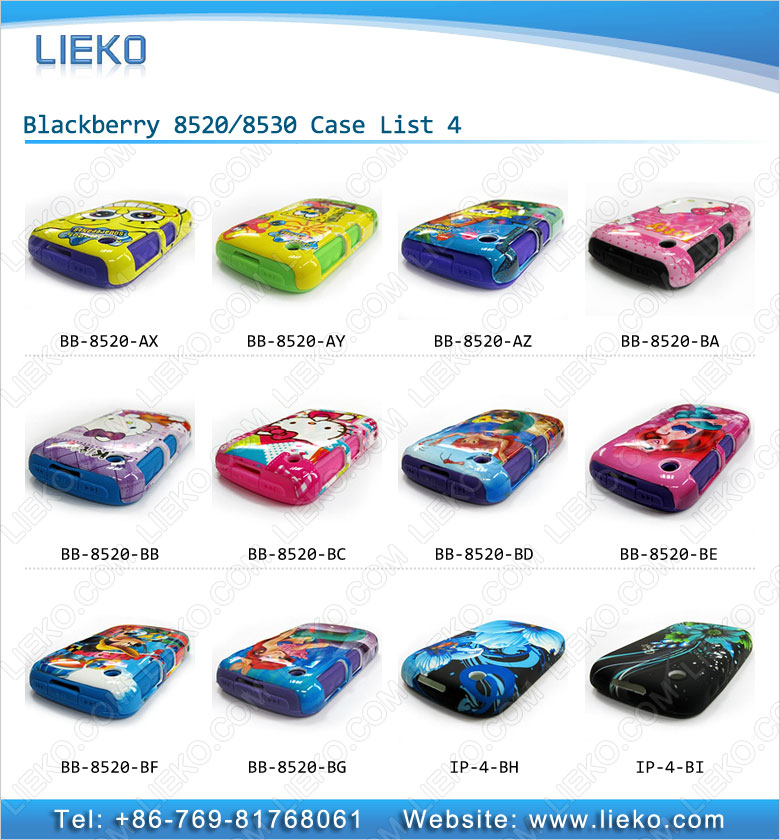 LIEKO
Blackberry 8520/8530 Case List 4
BB-8520-AX BB-8520-AY BB-8520-AZ BB-8520-BA
BB-8520-BB BB-8520-BC BB-8520-BD BB-8520-BE
BB-8520-BF BB-8520-BG IP-4-BH IP-4-BI
Tel: +86-769-81768061 Website: www.lieko.com
LIEKO.COM